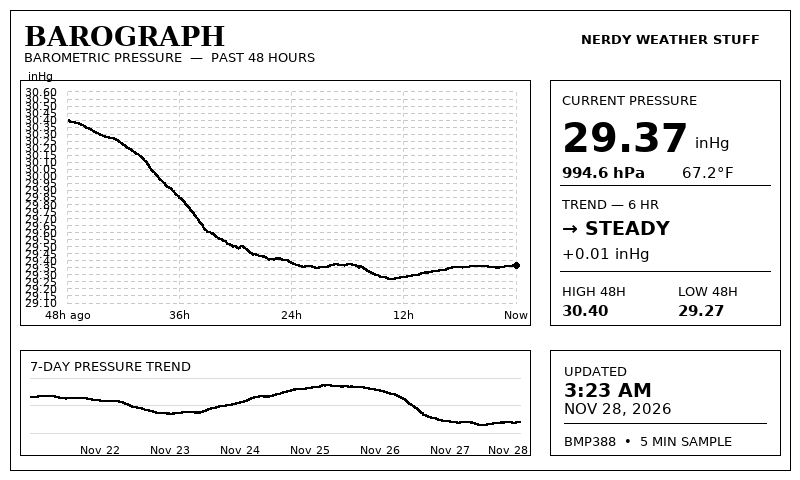 BAROGRAPH
BAROMETRIC PRESSURE — PAST 48 HOURS
NERDY WEATHER STUFF
inHg
30.60
30.55
30.50
30.45
30.40
30.35
30.30
30.25
30.20
30.15
30.10
30.05
30.00
29.95
29.90
29.85
29.80
29.75
29.70
29.65
29.60
29.55
29.50
29.45
29.40
29.35
29.30
29.25
29.20
29.15
29.10
48h ago 36h 24h 12h Now
CURRENT PRESSURE
29.37 inHg
994.6 hPa 67.2°F
TREND — 6 HR
→ STEADY
+0.01 inHg
HIGH 48H LOW 48H
30.40 29.27
7-DAY PRESSURE TREND
Nov 22 Nov 23 Nov 24 Nov 25 Nov 26 Nov 27 Nov 28
UPDATED
3:23 AM
NOV 28, 2026
BMP388 • 5 MIN SAMPLE